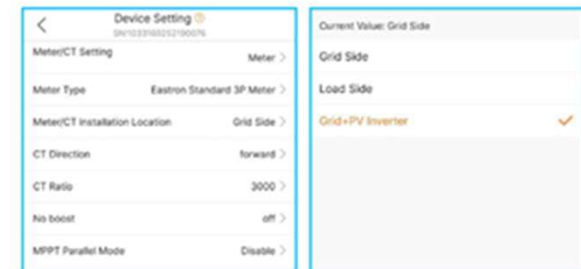 Device Setting
Meter/CT Setting Meter
Meter Type Eastron Standard 3P Meter
Meter/CT Installation Location Grid Side
CT Direction forward
CT Ratio 3000
No boost off
MPPT Parallel Mode Disable
Current Value: Grid Side
Grid Side
Load Side
Grid+PV Inverter